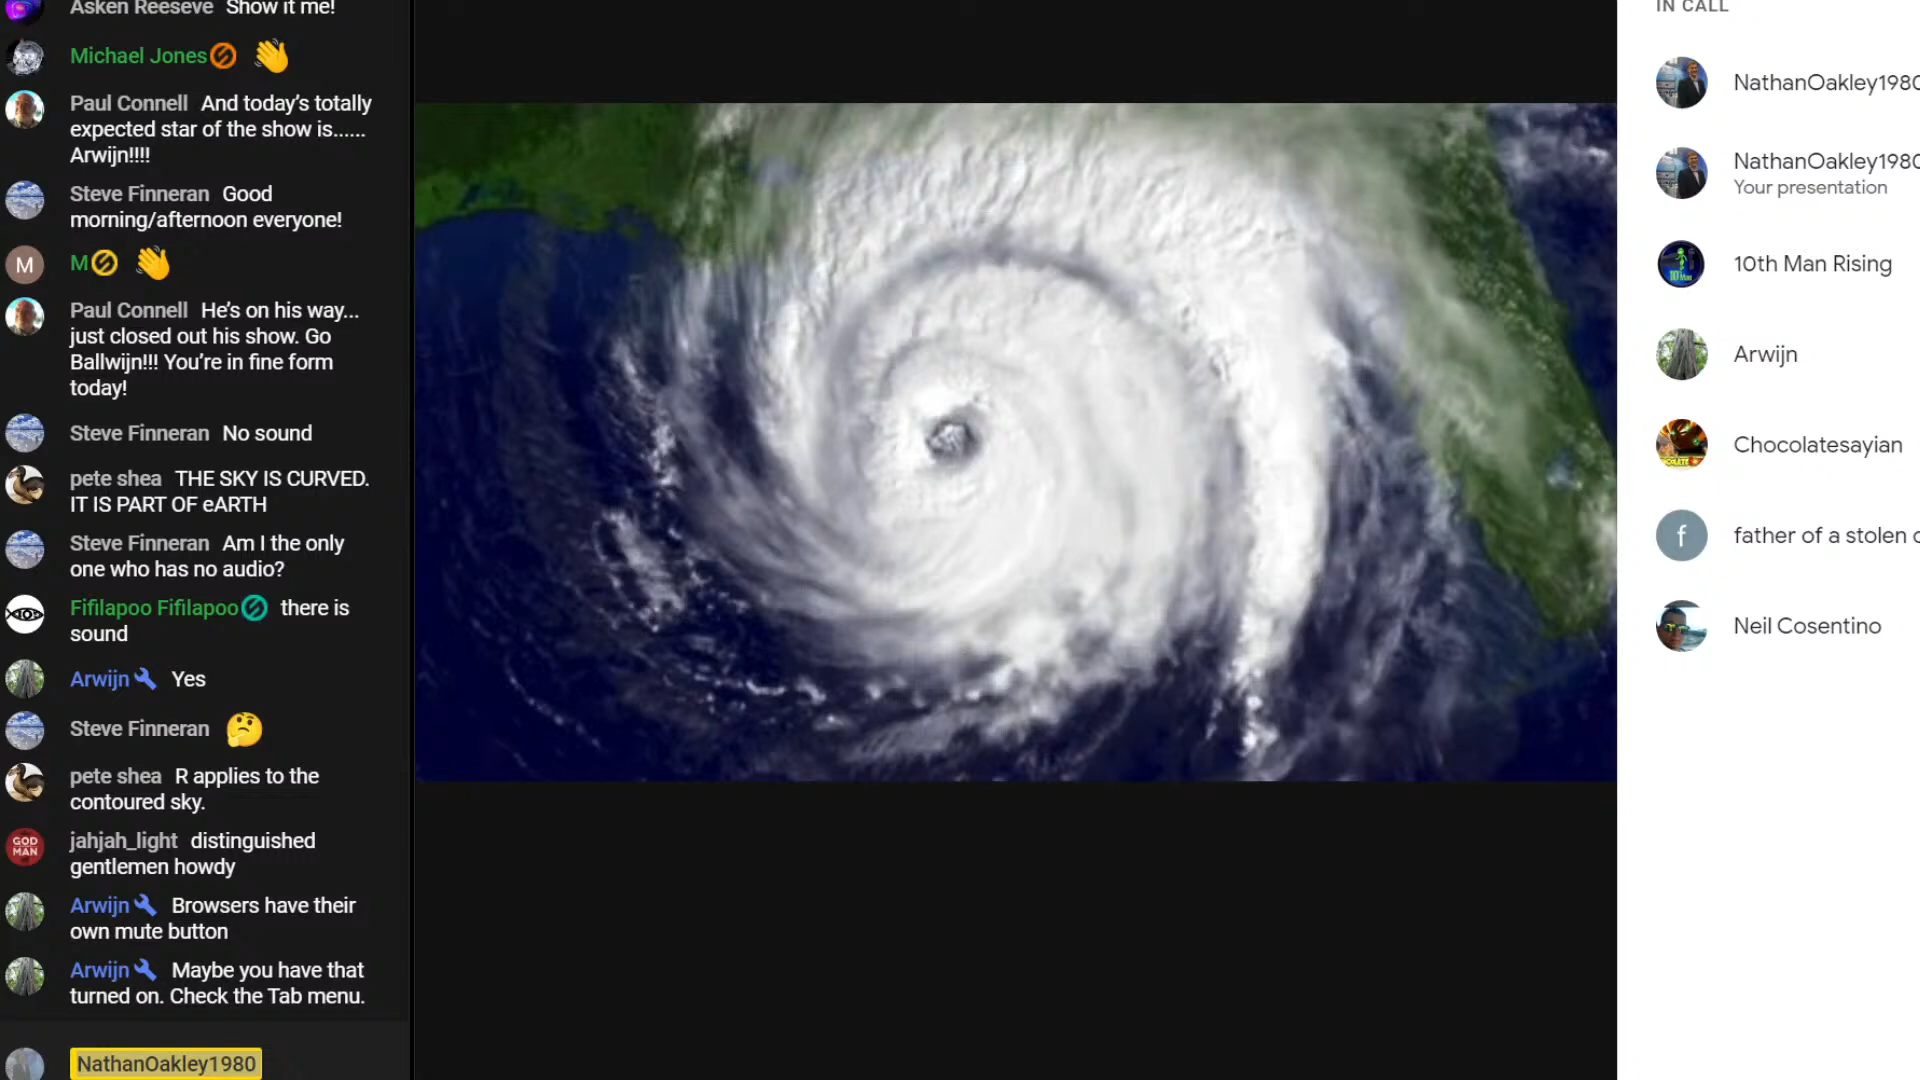 Asken Reeseve Show it me!
Michael Jones
Paul Connell And today's totally
expected star of the show is......
Arwijn!!!!
Steve Finneran Good
morning/afternoon everyone!
M
M
Paul Connell He's on his way...
just closed out his show. Go
Ballwijn!!! You're in fine form
today!
Steve Finneran No sound
pete shea THE SKY IS CURVED.
IT IS PART OF eARTH
Steve Finneran Am I the only
one who has no audio?
Fifilapoo Fifilapoo there is
sound
Arwijn Yes
Steve Finneran
pete shea R applies to the
contoured sky.
GOD
MAN
jahjah_light distinguished
gentlemen howdy
Arwijn Browsers have their
own mute button
Arwijn Maybe you have that
turned on. Check the Tab menu.
NathanOakley1980
IN CALL
NathanOakley1980
NathanOakley1980
Your presentation
10th Man Rising
Arwijn
Chocolatesayian
f
father of a stolen c
Neil Cosentino